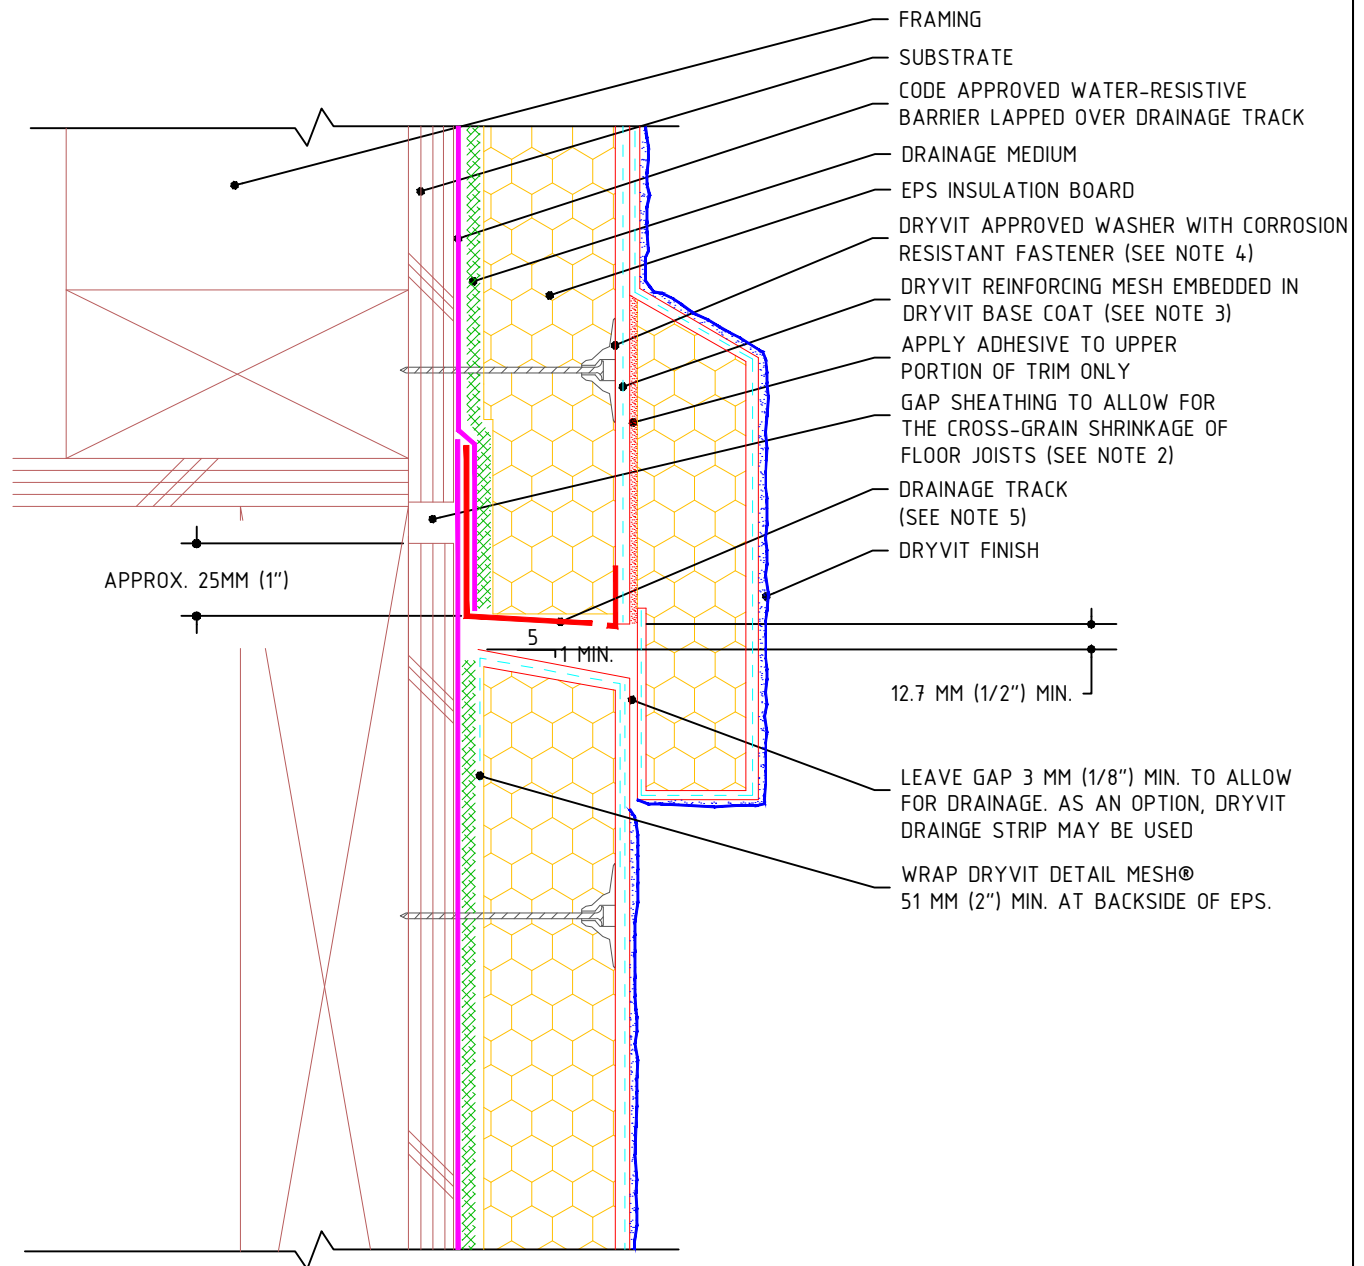 FRAMING
SUBSTRATE
CODE APPROVED WATER-RESISTIVE
BARRIER LAPPED OVER DRAINAGE TRACK
DRAINAGE MEDIUM
EPS INSULATION BOARD
DRYVIT APPROVED WASHER WITH CORROSION
RESISTANT FASTENER (SEE NOTE 4)
DRYVIT REINFORCING MESH EMBEDDED IN
DRYVIT BASE COAT (SEE NOTE 3)
APPLY ADHESIVE TO UPPER
PORTION OF TRIM ONLY
GAP SHEATHING TO ALLOW FOR
THE CROSS-GRAIN SHRINKAGE OF
FLOOR JOISTS (SEE NOTE 2)
DRAINAGE TRACK
(SEE NOTE 5)
DRYVIT FINISH
APPROX. 25MM (1")
5
1 MIN.
12.7 MM (1/2") MIN.
LEAVE GAP 3 MM (1/8") MIN. TO ALLOW
FOR DRAINAGE. AS AN OPTION, DRYVIT
DRAINGE STRIP MAY BE USED
WRAP DRYVIT DETAIL MESH®
51 MM (2") MIN. AT BACKSIDE OF EPS.